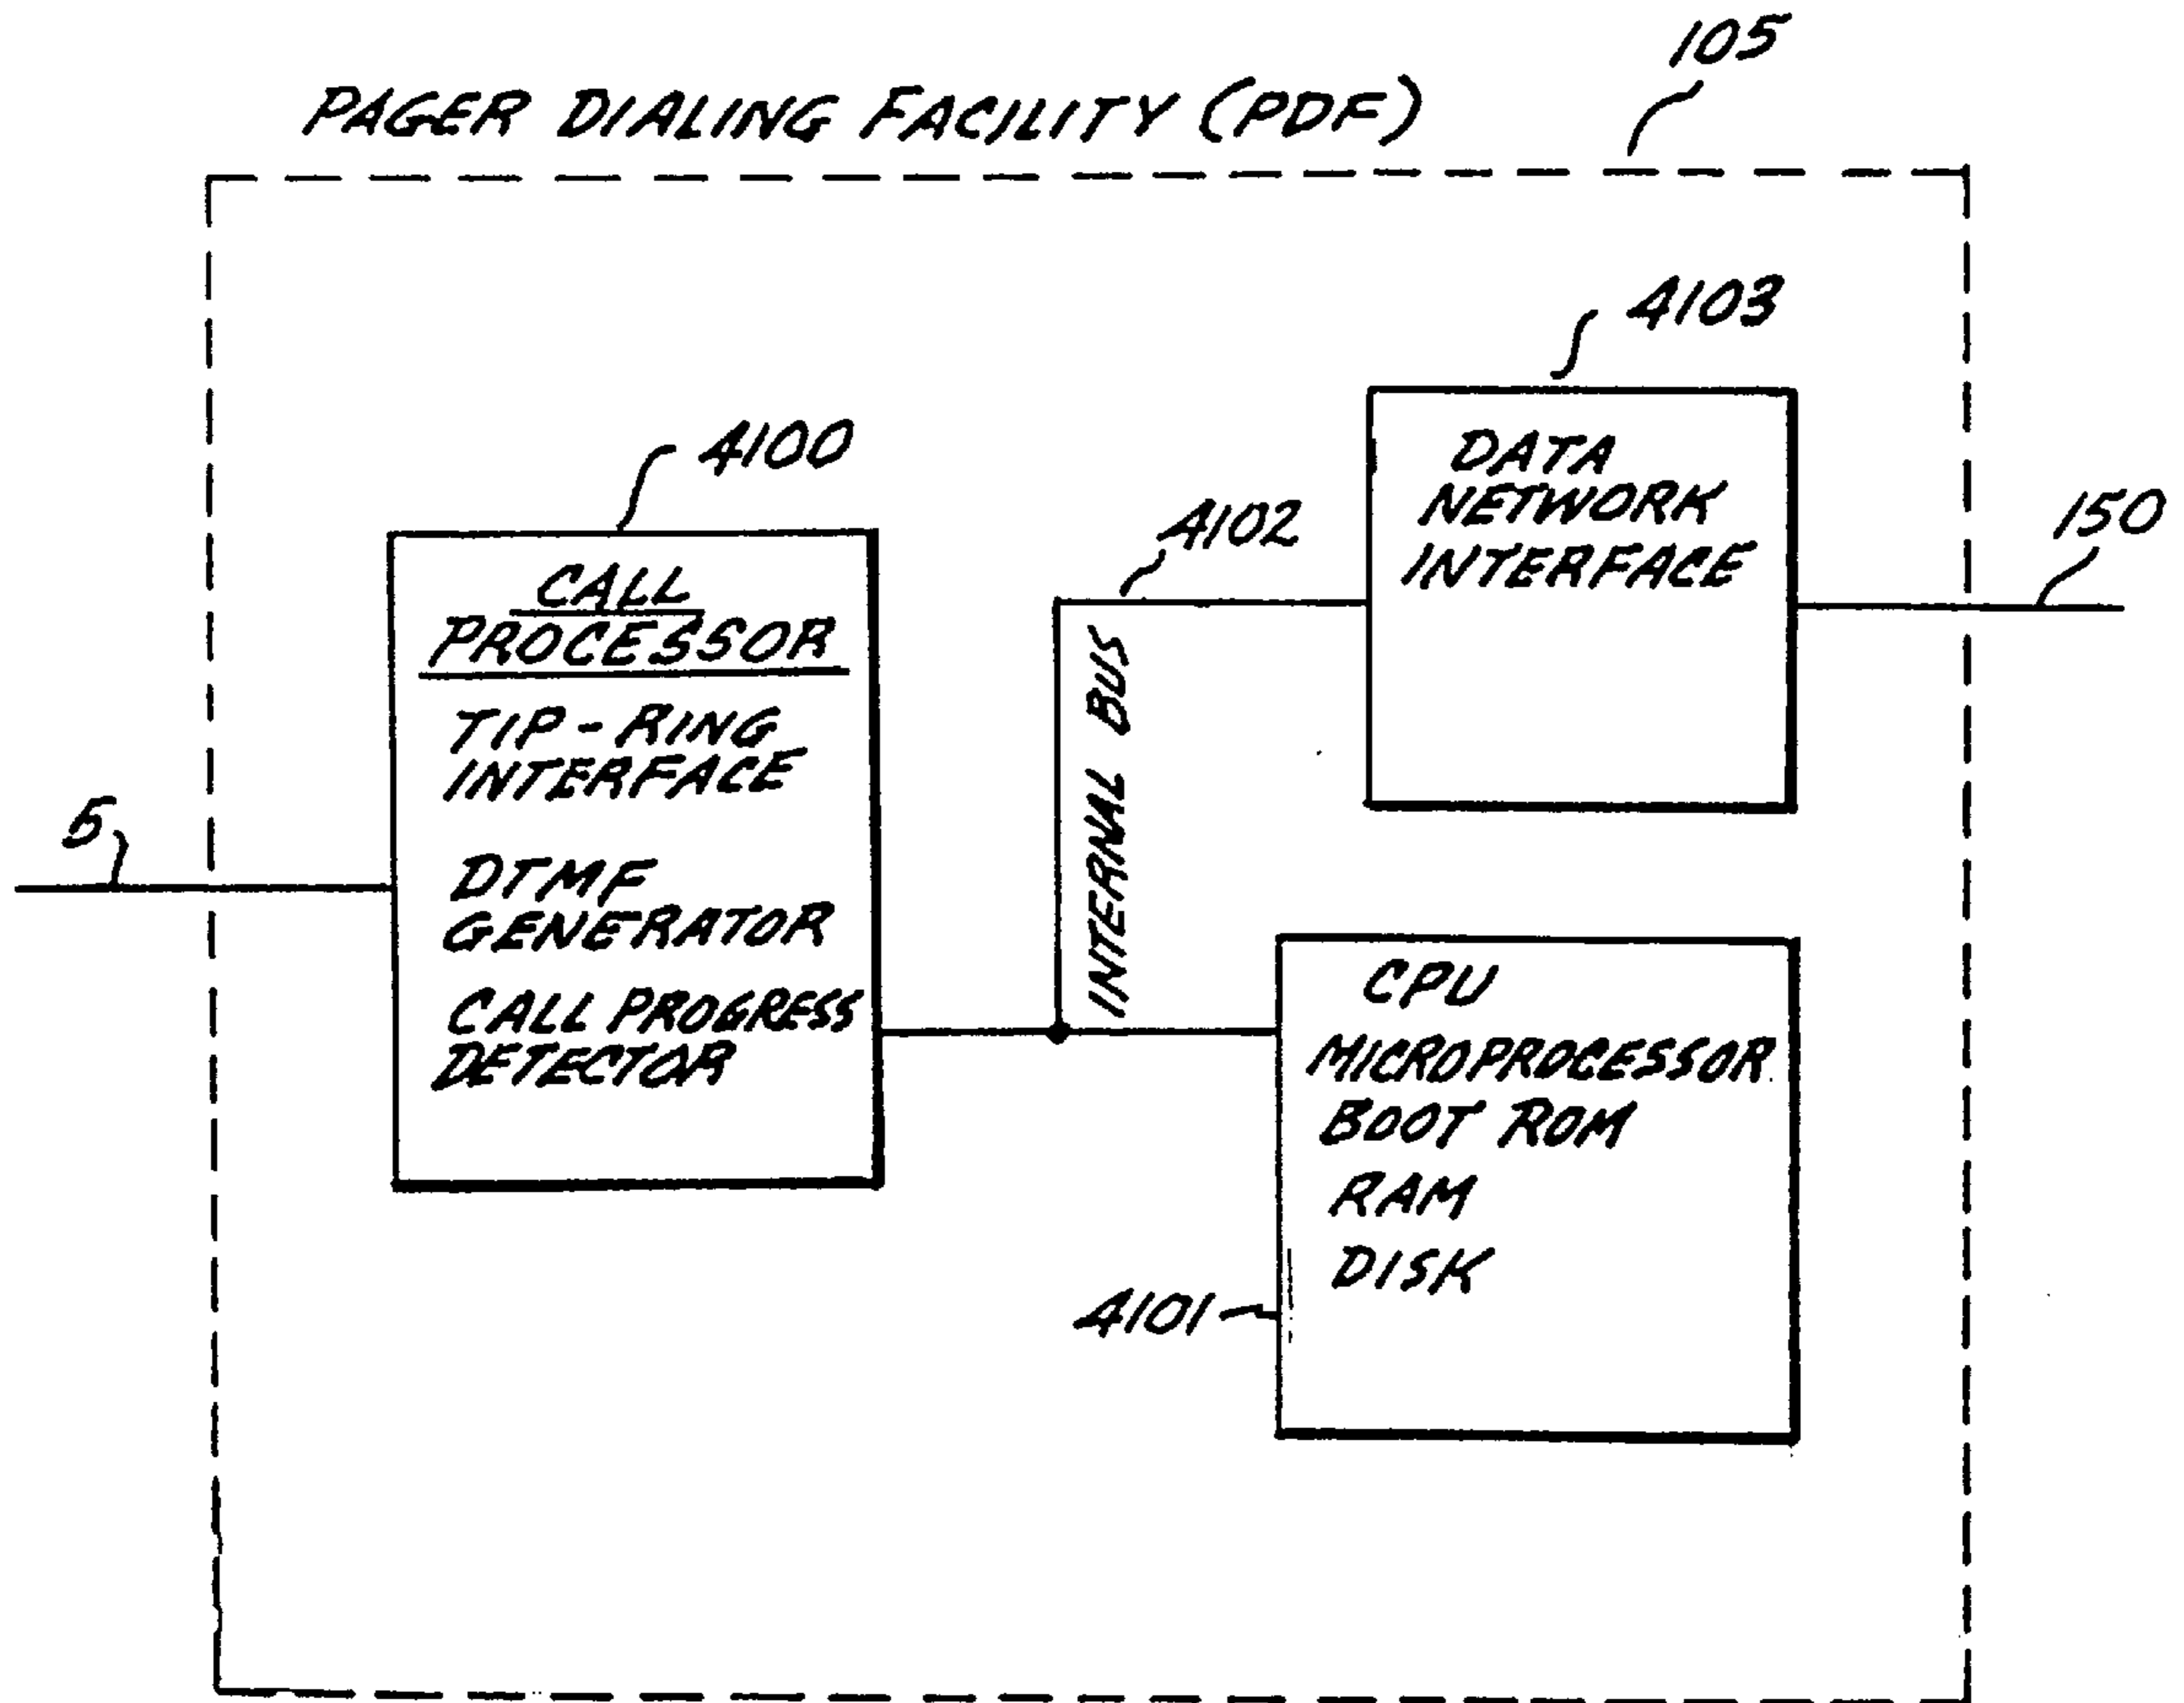 105
PAGER DIALING FACILITY (PDF)
4103
DATA
NETWORK
INTERFACE
4100
4102
150
CALL
PROCESSOR
TIP-RING
INTERFACE
DTMF
GENERATOR
CALL PROGRESS
DETECTOR
5
INTERNAL BUS
CPU
MICROPROCESSOR
BOOT ROM
RAM
DISK
4101